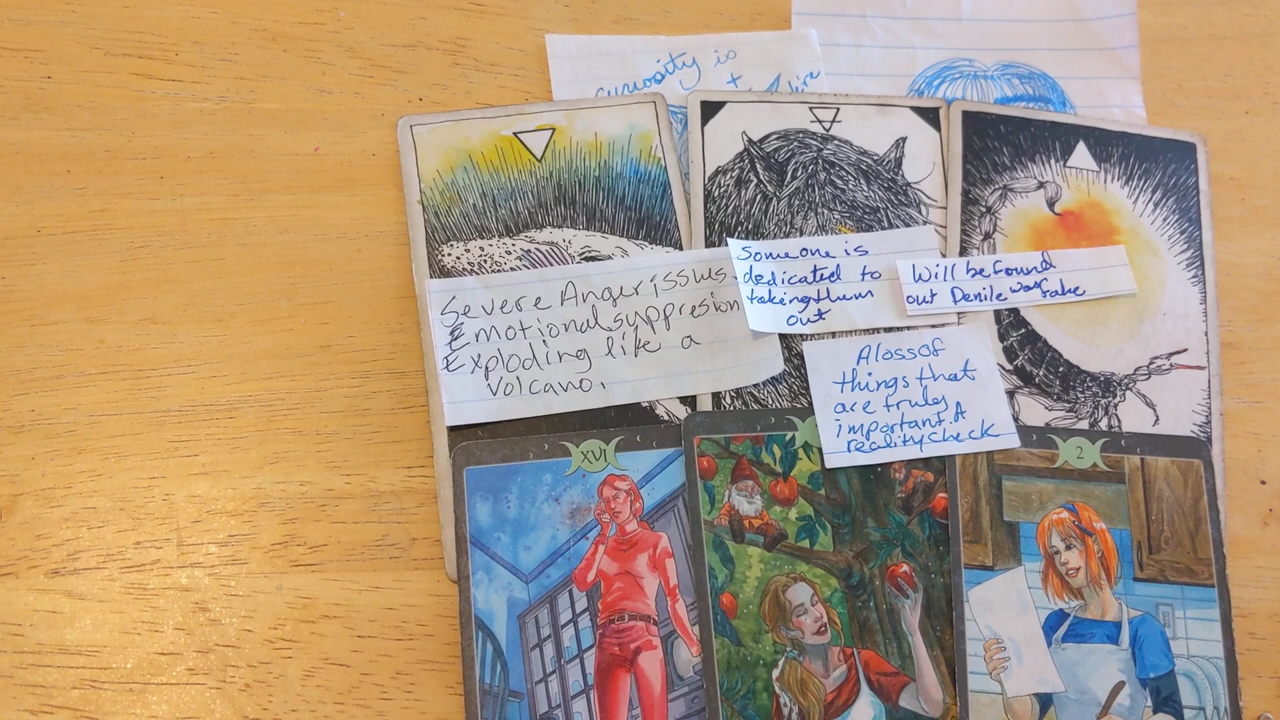 curiosity is
+
Severe Anger issues.
Emotional suppresion
Exploding like a
Volcano.
Someone is
dedicated to
taking them
out
Will be found
out Denile was fake
A loss of
things that
are truly
important. A
reality check
XVI
2